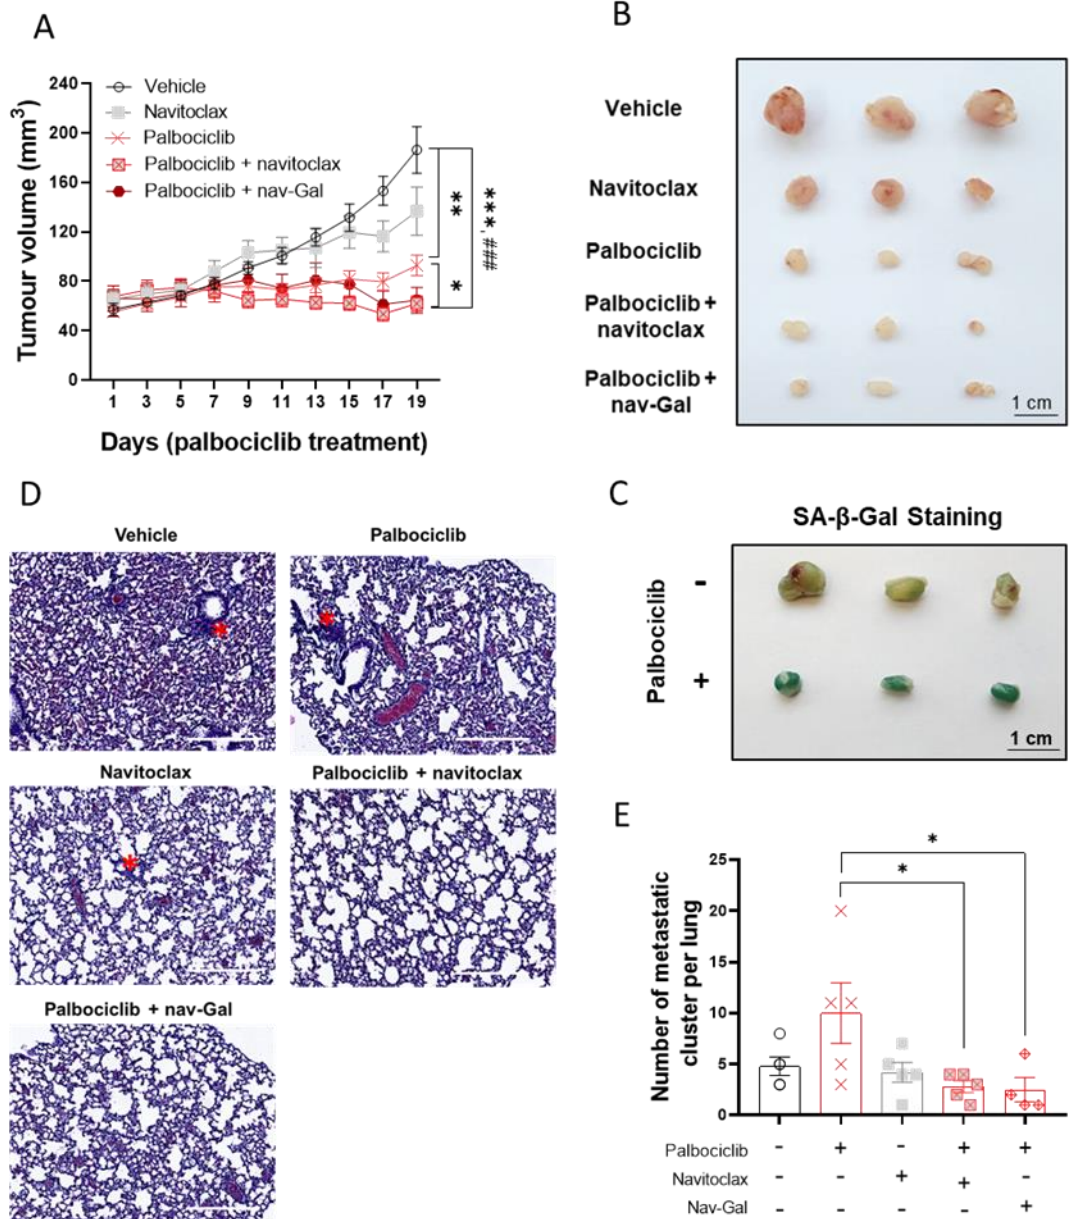 A
240
200
160
120
80
40
0
Tumour volume (mm³)
Vehicle
Navitoclax
Palbociclib
Palbociclib + navitoclax
Palbociclib + nav-Gal
**
*
***,###
1 3 5 7 9 11 13 15 17 19
Days (palbociclib treatment)
B
Vehicle
Navitoclax
Palbociclib
Palbociclib +
navitoclax
Palbociclib +
nav-Gal
1 cm
D
Vehicle
Palbociclib
*
*
Navitoclax
Palbociclib + navitoclax
*
Palbociclib + nav-Gal
C
SA-β-Gal Staining
Palbociclib
-
+
1 cm
E
Number of metastatic
cluster per lung
25
20
15
10
5
0
*
*
Palbociclib - + - + +
Navitoclax - - + + -
Nav-Gal - - - - +